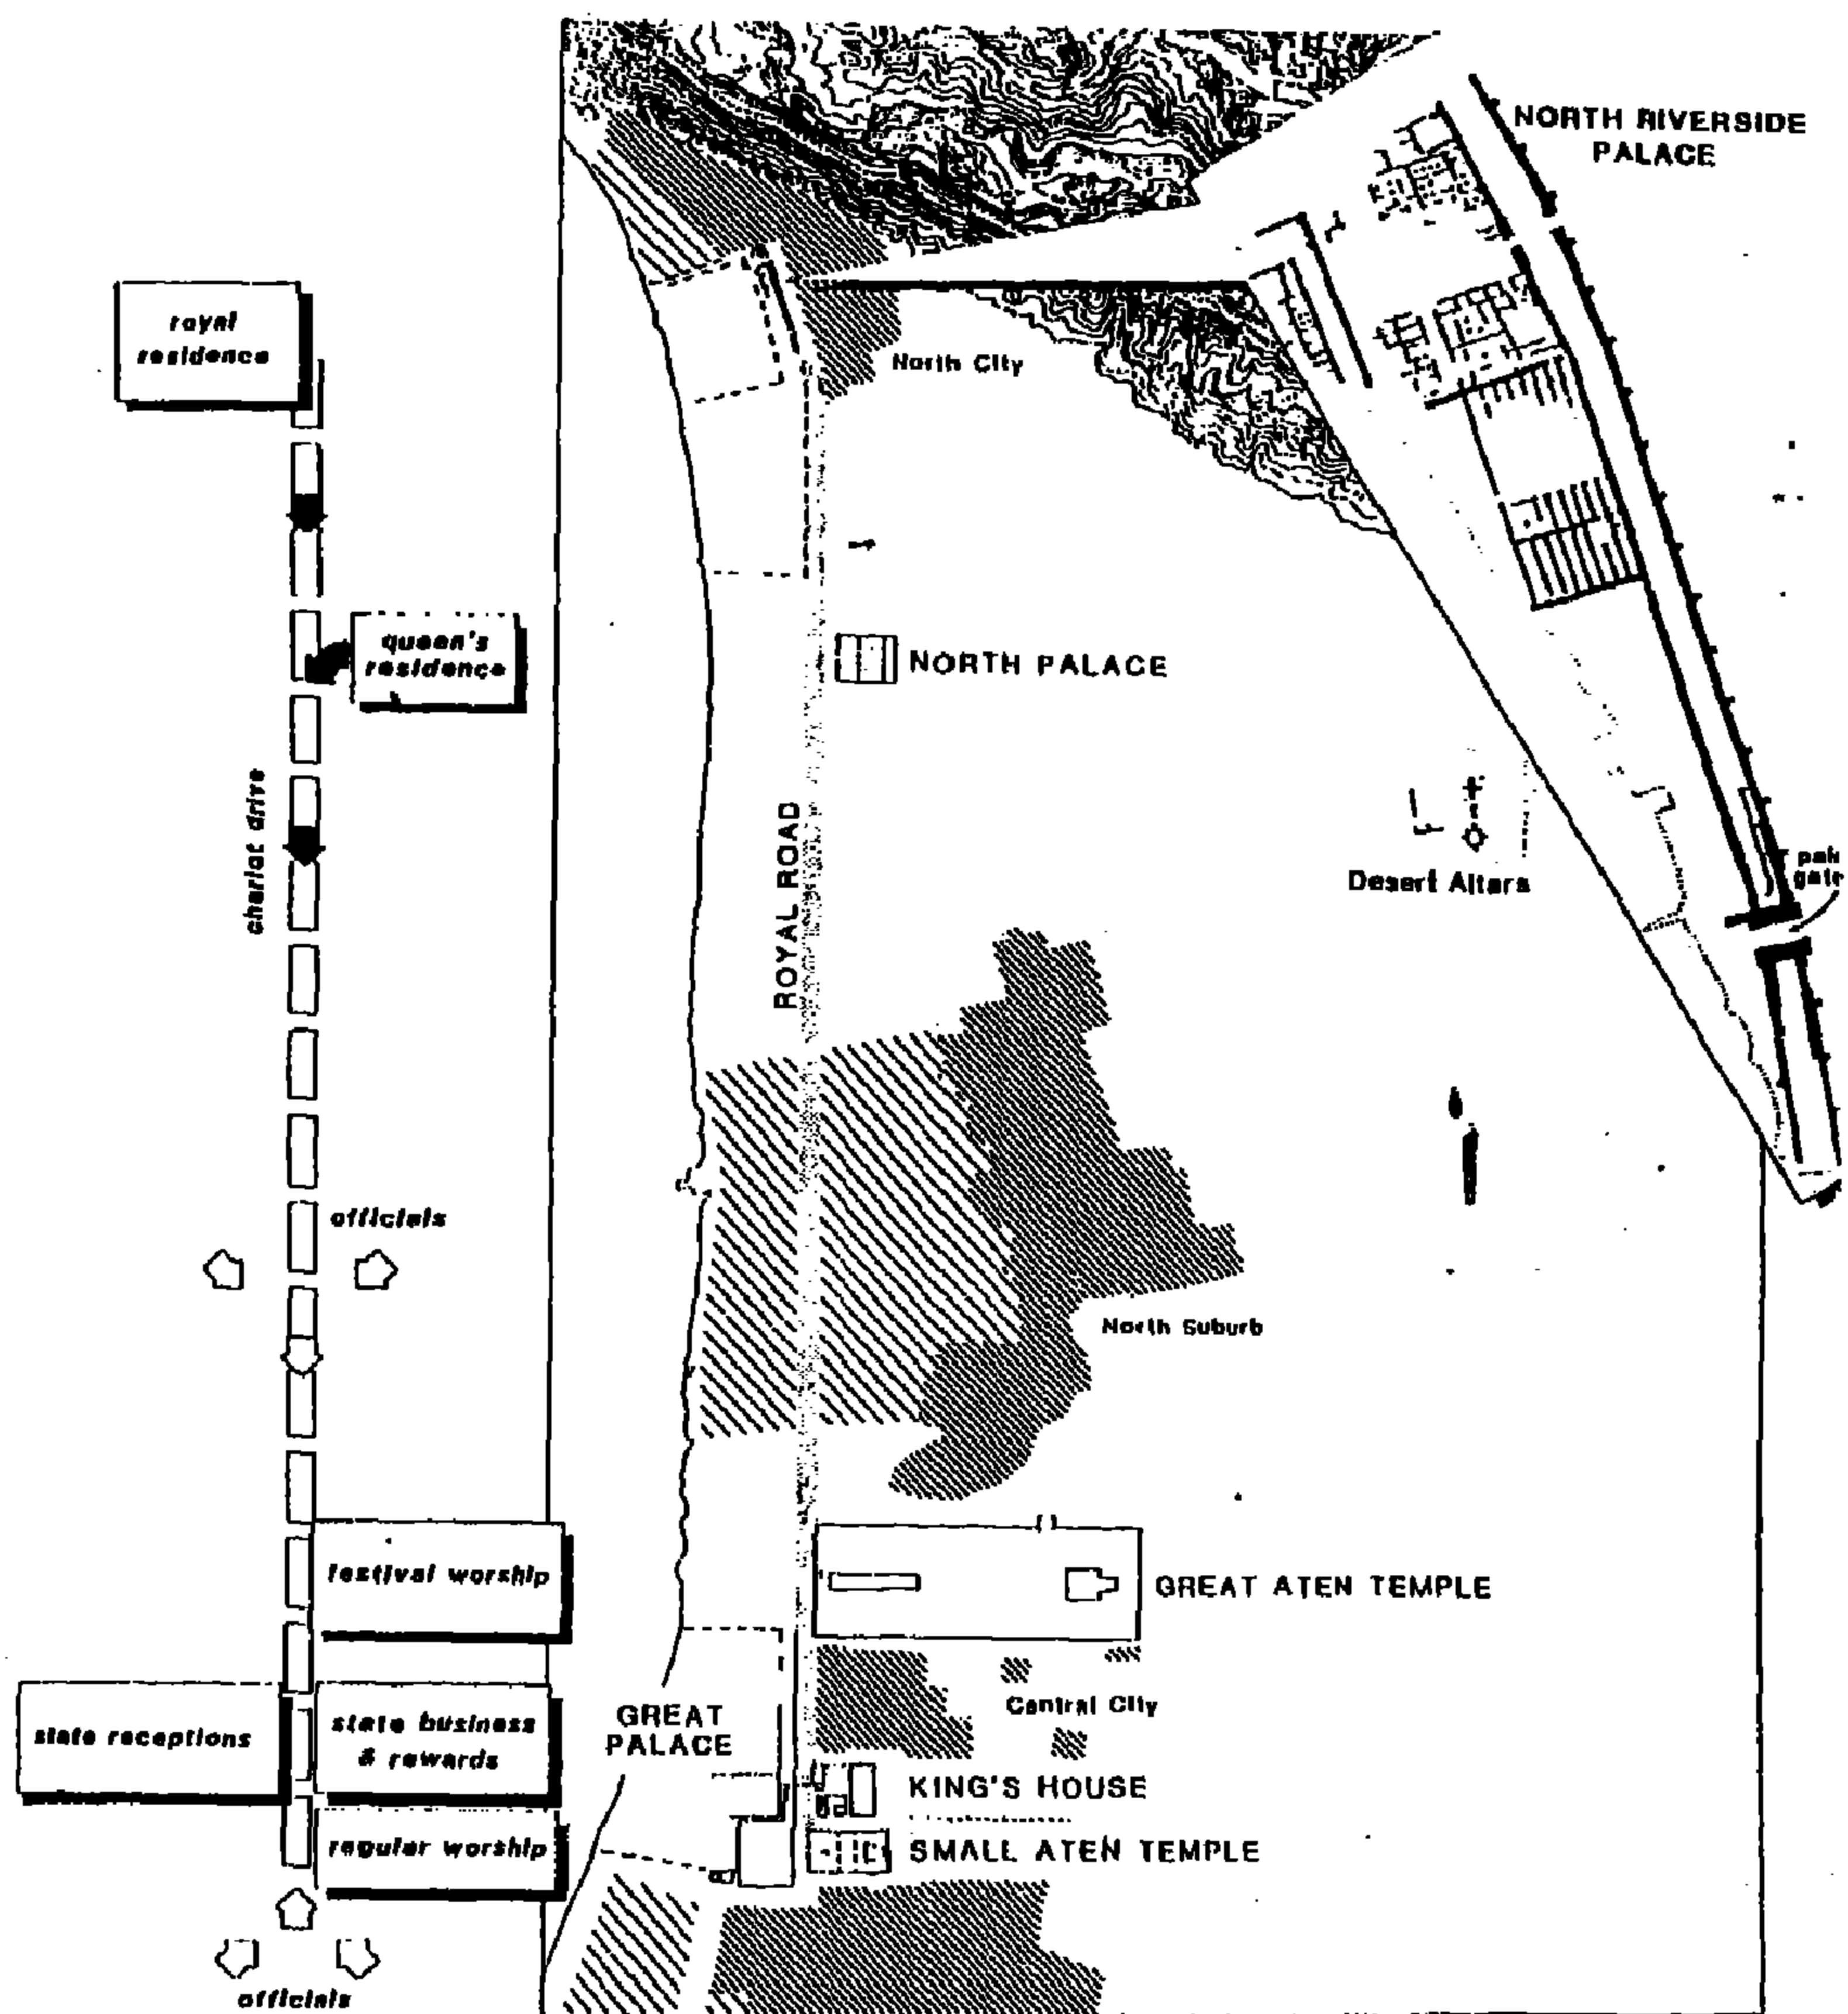 NORTH RIVERSIDE
PALACE
royal
residence
North City
queen's
residence
NORTH PALACE
chariot drive
ROYAL ROAD
Desert Altars
officials
North Suburb
festival worship
GREAT ATEN TEMPLE
Central City
GREAT
PALACE
state receptions
state business
& rewards
KING'S HOUSE
regular worship
SMALL ATEN TEMPLE
officials
gate